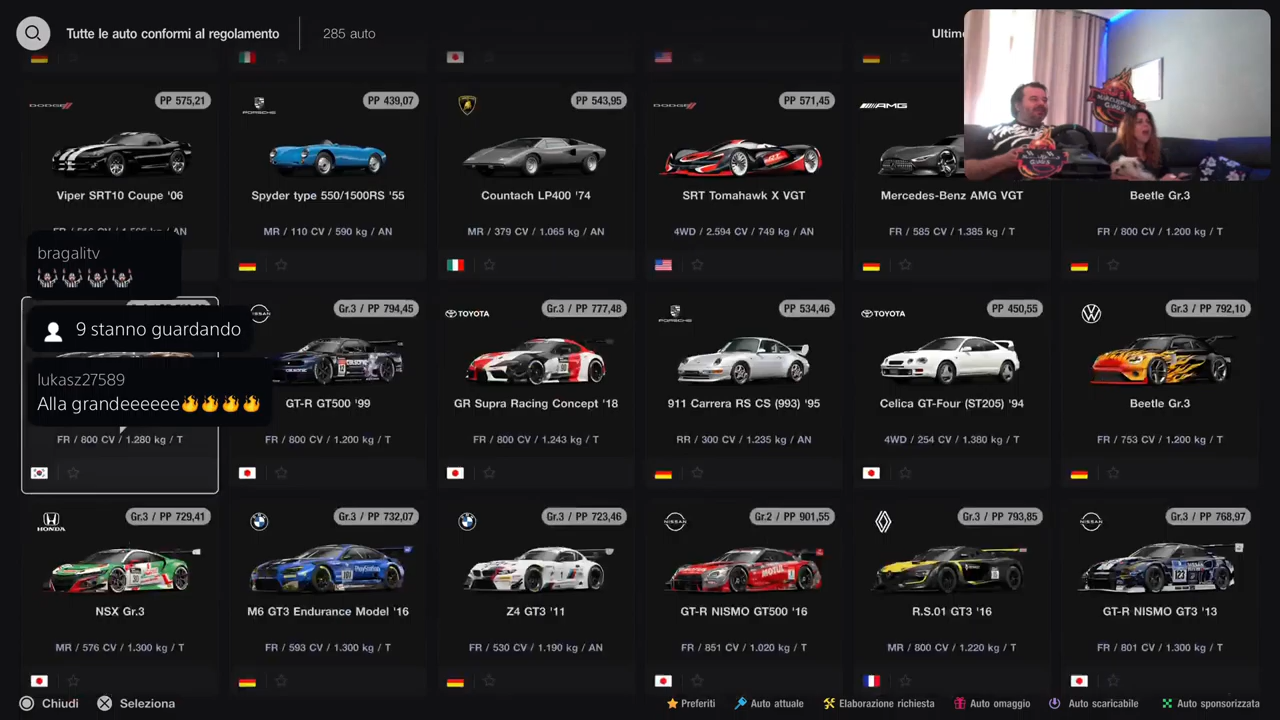 Tutte le auto conformi al regolamento
285 auto
Ultime
DODGE PP 575,21
Viper SRT10 Coupe '06
PORSCHE PP 439,07
Spyder type 550/1500RS '55
MR / 110 CV / 590 kg / AN
PP 543,95
Countach LP400 '74
MR / 379 CV / 1.065 kg / AN
DODGE PP 571,45
SRT Tomahawk X VGT
4WD / 2.594 CV / 749 kg / AN
AMG
Mercedes-Benz AMG VGT
FR / 585 CV / 1.385 kg / T
Beetle Gr.3
FR / 800 CV / 1.200 kg / T
bragalitv
9 stanno guardando
lukasz27589
Alla grandeeeeee🔥🔥🔥🔥
FR / 800 CV / 1.280 kg / T
Gr.3 / PP 794,45
GT-R GT500 '99
FR / 800 CV / 1.200 kg / T
TOYOTA Gr.3 / PP 777,48
GR Supra Racing Concept '18
FR / 800 CV / 1.243 kg / T
PORSCHE PP 534,46
911 Carrera RS CS (993) '95
RR / 300 CV / 1.235 kg / AN
TOYOTA PP 450,55
Celica GT-Four (ST205) '94
4WD / 254 CV / 1.380 kg / T
Gr.3 / PP 792,10
Beetle Gr.3
FR / 753 CV / 1.200 kg / T
HONDA Gr.3 / PP 729,41
NSX Gr.3
MR / 576 CV / 1.300 kg / T
Gr.3 / PP 732,07
M6 GT3 Endurance Model '16
FR / 593 CV / 1.300 kg / T
Gr.3 / PP 723,46
Z4 GT3 '11
FR / 530 CV / 1.190 kg / AN
NISSAN Gr.2 / PP 901,55
GT-R NISMO GT500 '16
FR / 851 CV / 1.020 kg / T
Gr.3 / PP 793,85
R.S.01 GT3 '16
MR / 800 CV / 1.220 kg / T
NISSAN Gr.3 / PP 768,97
GT-R NISMO GT3 '13
FR / 801 CV / 1.300 kg / T
Chiudi
Seleziona
Preferiti
Auto attuale
Elaborazione richiesta
Auto omaggio
Auto scaricabile
Auto sponsorizzata